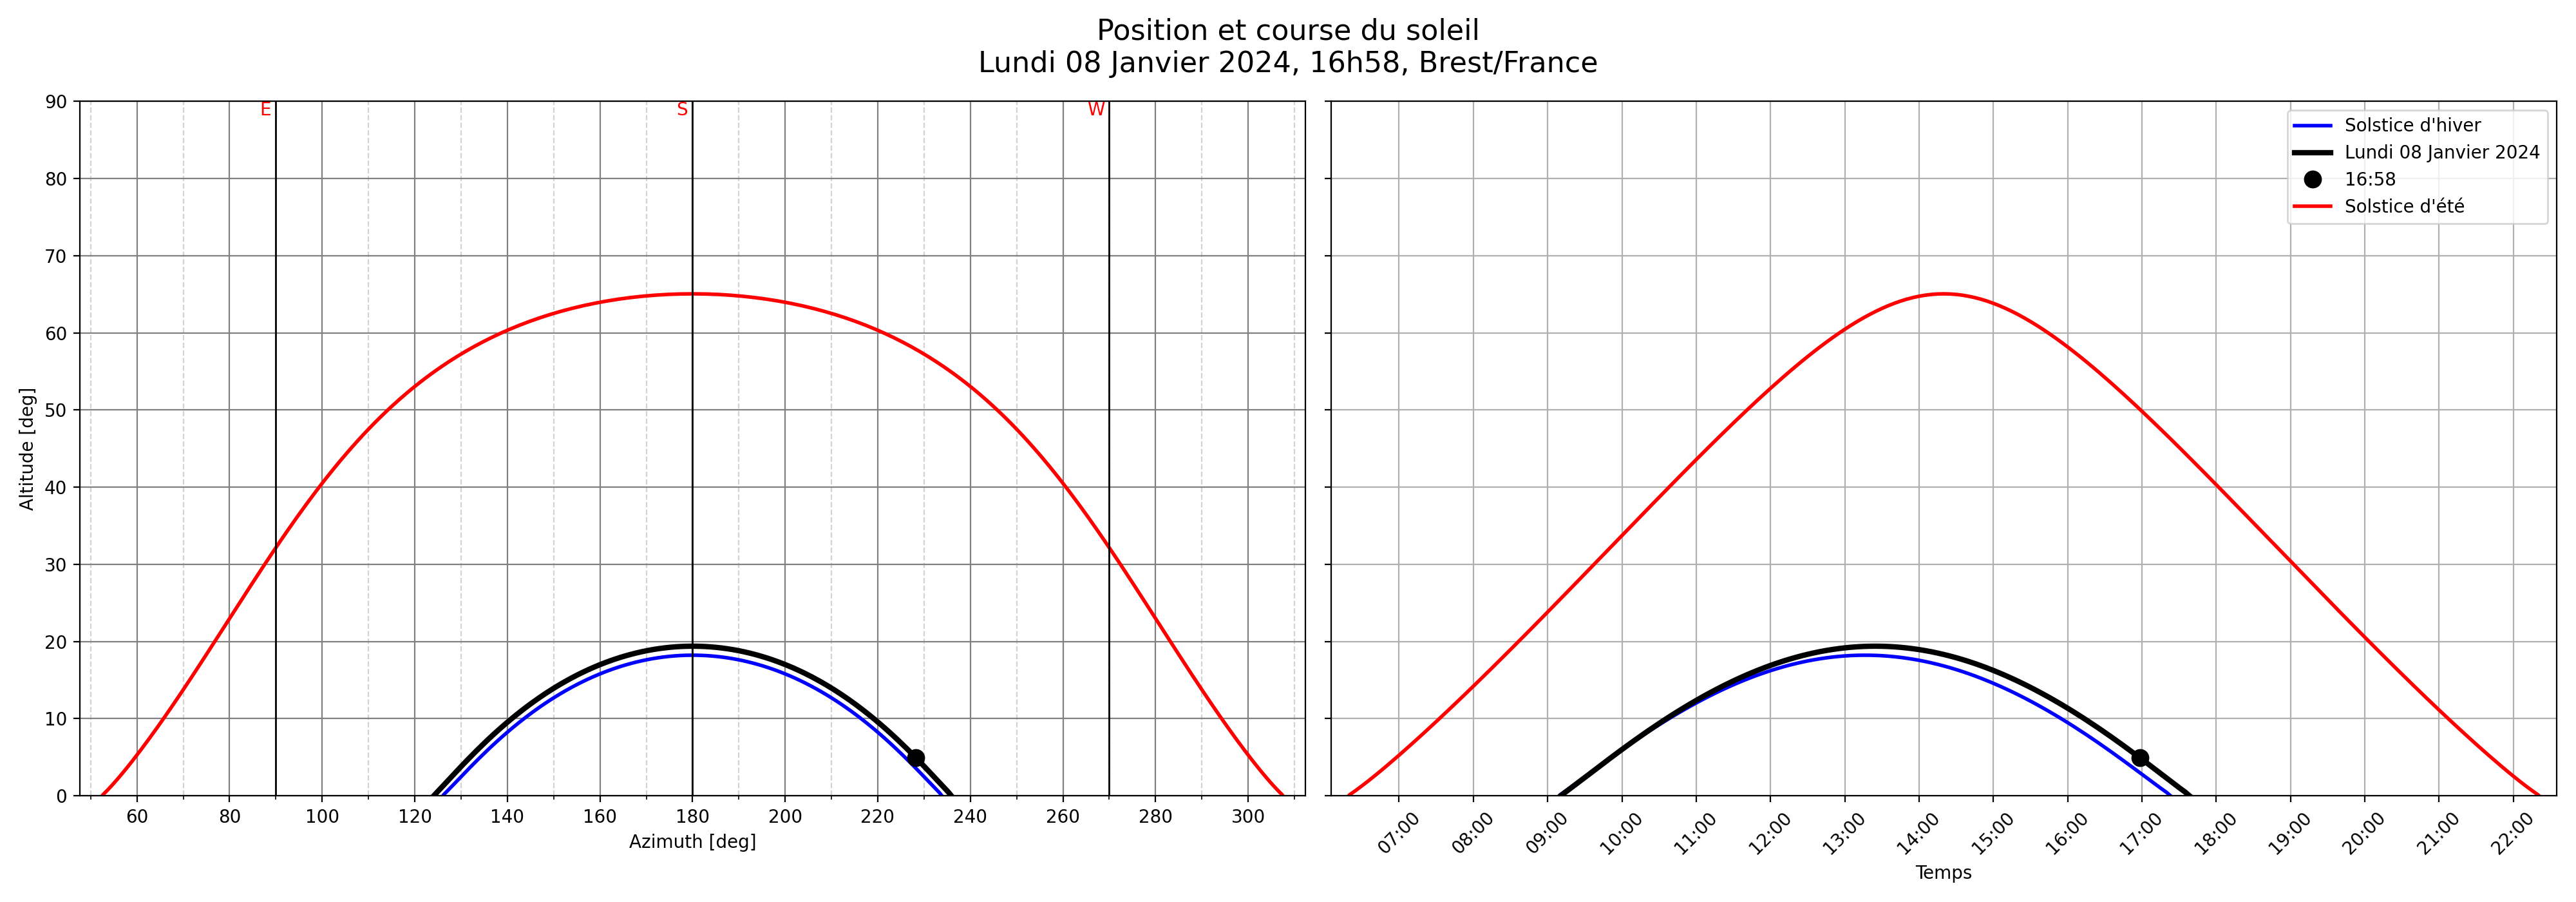 Position et course du soleil
Lundi 08 Janvier 2024, 16h58, Brest/France
E
S
W
90
80
70
60
50
40
30
20
10
0
Altitude [deg]
60 80 100 120 140 160 180 200 220 240 260 280 300
Azimuth [deg]
Solstice d'hiver
Lundi 08 Janvier 2024
16:58
Solstice d'été
07:00 08:00 09:00 10:00 11:00 12:00 13:00 14:00 15:00 16:00 17:00 18:00 19:00 20:00 21:00 22:00
Temps